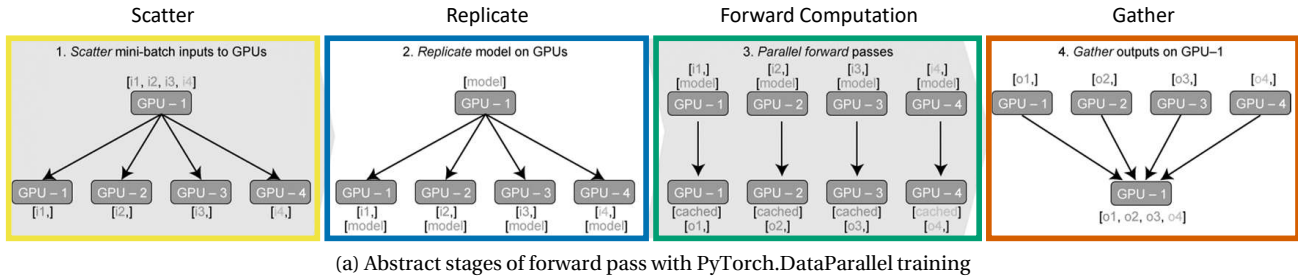 Scatter
Replicate
Forward Computation
Gather
1. Scatter mini-batch inputs to GPUs
[i1, i2, i3, i4]
GPU – 1
GPU – 1
GPU – 2
GPU – 3
GPU – 4
[i1,]
[i2,]
[i3,]
[i4,]
2. Replicate model on GPUs
[model]
GPU – 1
GPU – 1
GPU – 2
GPU – 3
GPU – 4
[i1,]
[i2,]
[i3,]
[i4,]
[model]
[model]
[model]
[model]
3. Parallel forward passes
[i1,]
[i2,]
[i3,]
[i4,]
[model]
[model]
[model]
[model]
GPU – 1
GPU – 2
GPU – 3
GPU – 4
GPU – 1
GPU – 2
GPU – 3
GPU – 4
[cached]
[cached]
[cached]
[cached]
[o1,]
[o2,]
[o3,]
[o4,]
4. Gather outputs on GPU–1
[o1,]
[o2,]
[o3,]
[o4,]
GPU – 1
GPU – 2
GPU – 3
GPU – 4
GPU – 1
[o1, o2, o3, o4]
(a) Abstract stages of forward pass with PyTorch.DataParallel training